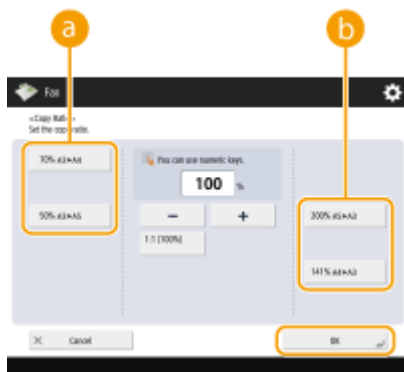 a
b
Fax
<Copy Ratio>
Set the copy ratio.
70% A3►A4
You can use numeric keys.
100 %
50% A3►A5
-
+
200% A5►A3
1:1 (100%)
141% A4►A3
× Cancel
OK